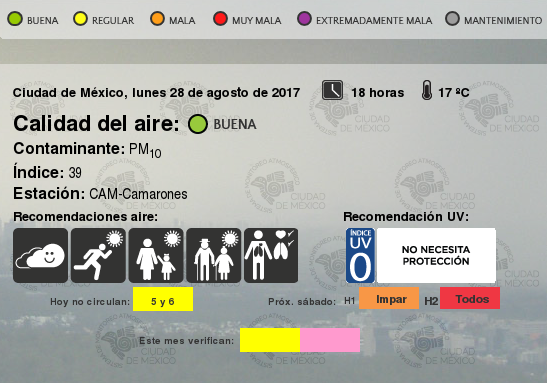 BUENA REGULAR MALA MUY MALA EXTREMADAMENTE MALA MANTENIMIENTO
Ciudad de México, lunes 28 de agosto de 2017 18 horas 17 ºC
Calidad del aire: BUENA
Contaminante: PM10
Índice: 39
Estación: CAM-Camarones
Recomendaciones aire: Recomendación UV:
ÍNDICE
UV
0
NO NECESITA
PROTECCIÓN
Hoy no circulan: 5 y 6 Próx. sábado: H1 Impar H2 Todos
Este mes verifican:
CIUDAD
DE MÉXICO